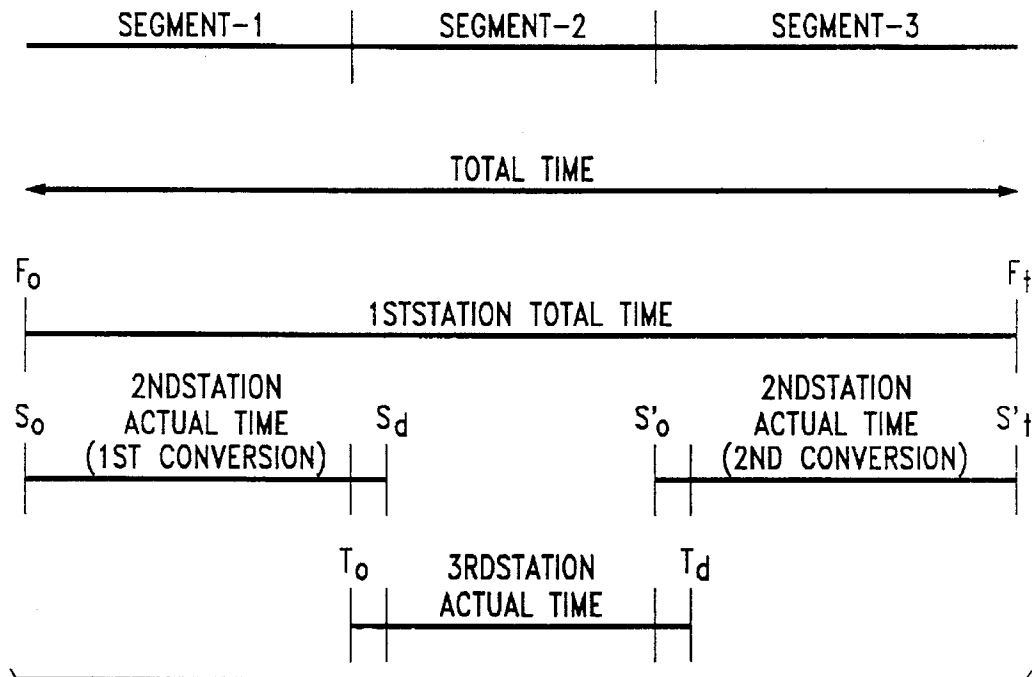 SEGMENT-1 SEGMENT-2 SEGMENT-3
TOTAL TIME
Fo Ft
1STSTATION TOTAL TIME
2NDSTATION
ACTUAL TIME
(1ST CONVERSION)
So Sd
2NDSTATION
ACTUAL TIME
(2ND CONVERSION)
S'o S't
To Td
3RDSTATION
ACTUAL TIME